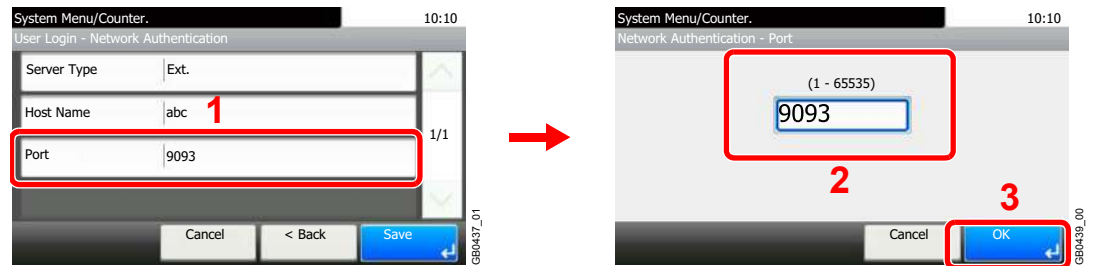 System Menu/Counter. 10:10
User Login - Network Authentication
Server Type Ext.
Host Name abc
1
Port 9093
1/1
Cancel < Back Save
GB0437_01
System Menu/Counter. 10:10
Network Authentication - Port
(1 - 65535)
9093
2
3
Cancel OK
GB0439_00